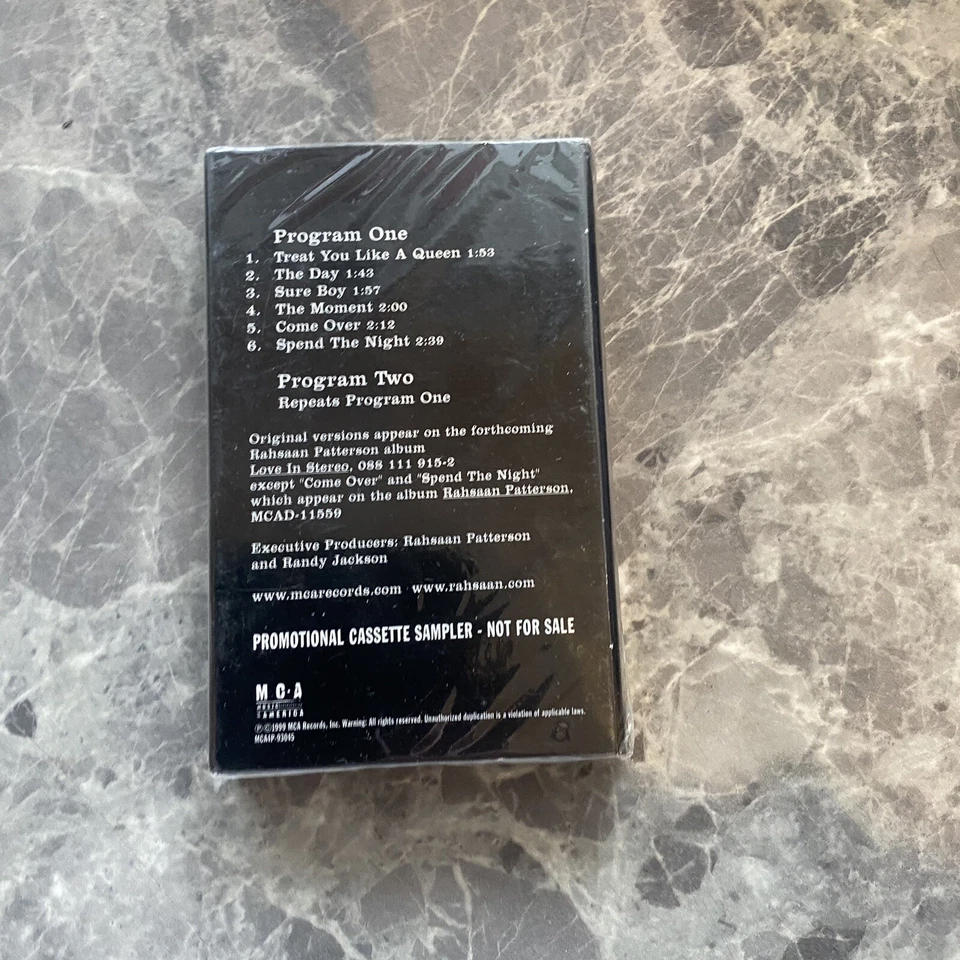 Program One
1. Treat You Like A Queen 1:53
2. The Day 1:43
3. Sure Boy 1:57
4. The Moment 2:00
5. Come Over 2:12
6. Spend The Night 2:39
Program Two
Repeats Program One
Original versions appear on the forthcoming
Rahsaan Patterson album
Love In Stereo, 088 111 915-2
except "Come Over" and "Spend The Night"
which appear on the album Rahsaan Patterson,
MCAD-11559
Executive Producers: Rahsaan Patterson
and Randy Jackson
www.mcarecords.com www.rahsaan.com
PROMOTIONAL CASSETTE SAMPLER - NOT FOR SALE
M C·A
MUSIC
AMERICA
℗©1999 MCA Records, Inc. Warning: All rights reserved. Unauthorized duplication is a violation of applicable laws.
MCA4P-93045